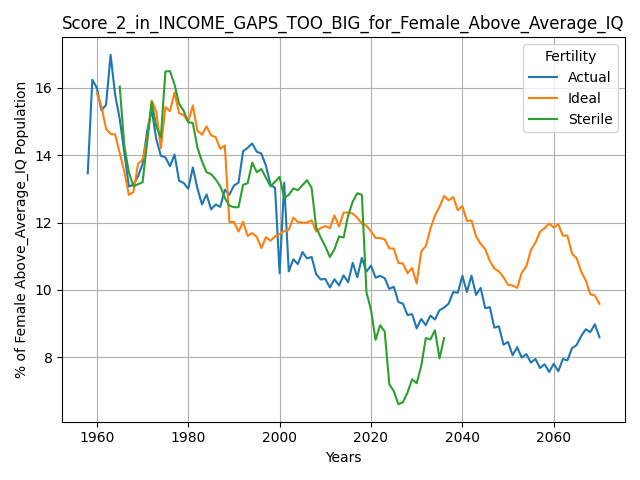 Score_2_in_INCOME_GAPS_TOO_BIG_for_Female_Above_Average_IQ
% of Female Above_Average_IQ Population
16
14
12
10
8
1960
1980
2000
2020
2040
2060
Years
Fertility
Actual
Ideal
Sterile